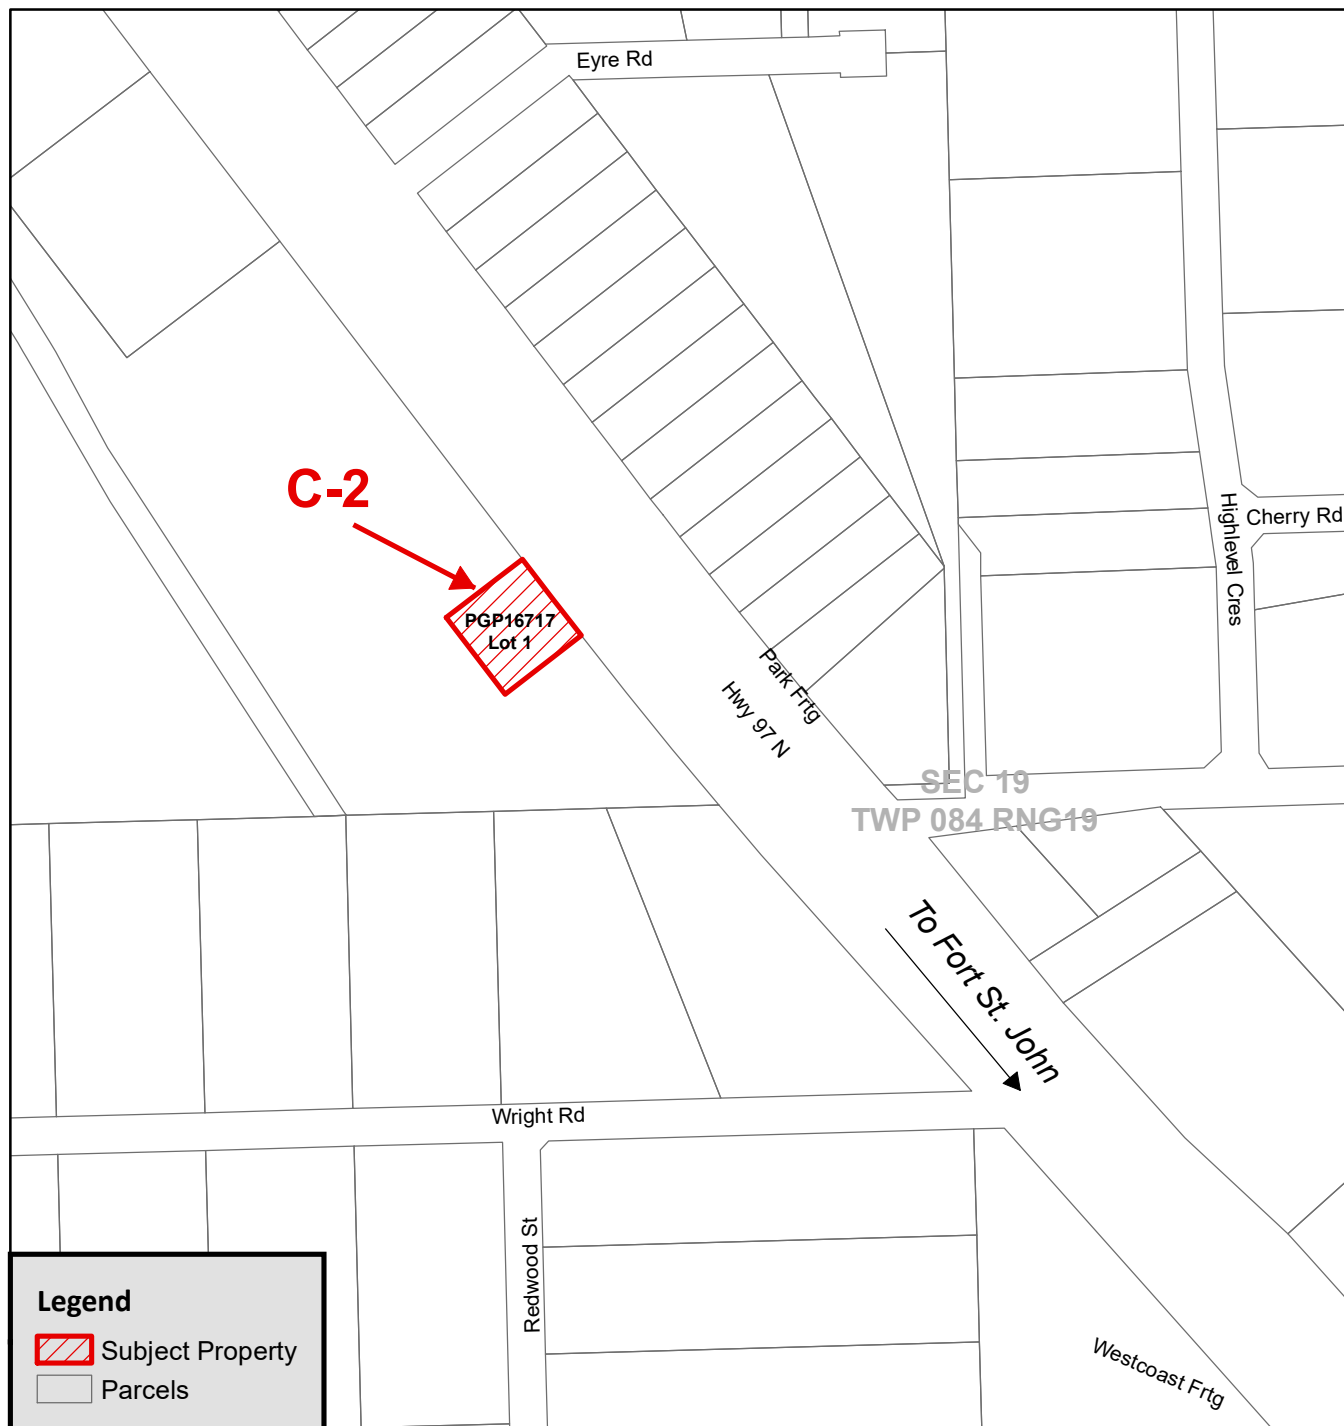 Eyre Rd
C-2
Highlevel Cres
Cherry Rd
PGP16717
Lot 1
Park Frtg
Hwy 97 N
SEC 19
TWP 084 RNG19
To Fort St. John
Wright Rd
Redwood St
Westcoast Frtg
Legend
Subject Property
Parcels